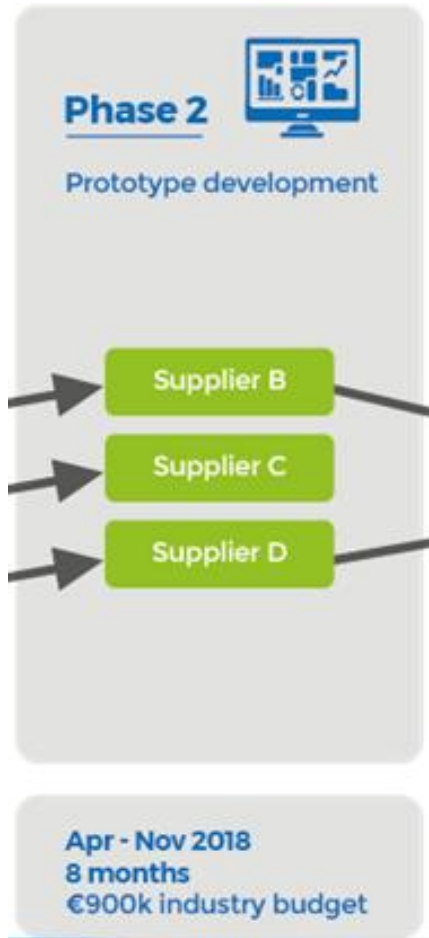 Phase 2
Prototype development
Supplier B
Supplier C
Supplier D
Apr - Nov 2018
8 months
€900k industry budget